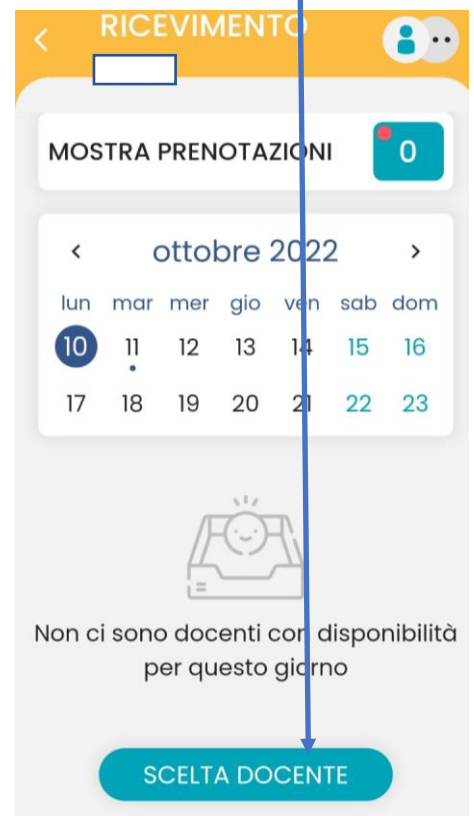 RICEVIMENTO
MOSTRA PRENOTAZIONI 0
ottobre 2022
lun mar mer gio ven sab dom
10 11 12 13 14 15 16
17 18 19 20 21 22 23
Non ci sono docenti con disponibilità
per questo giorno
SCELTA DOCENTE